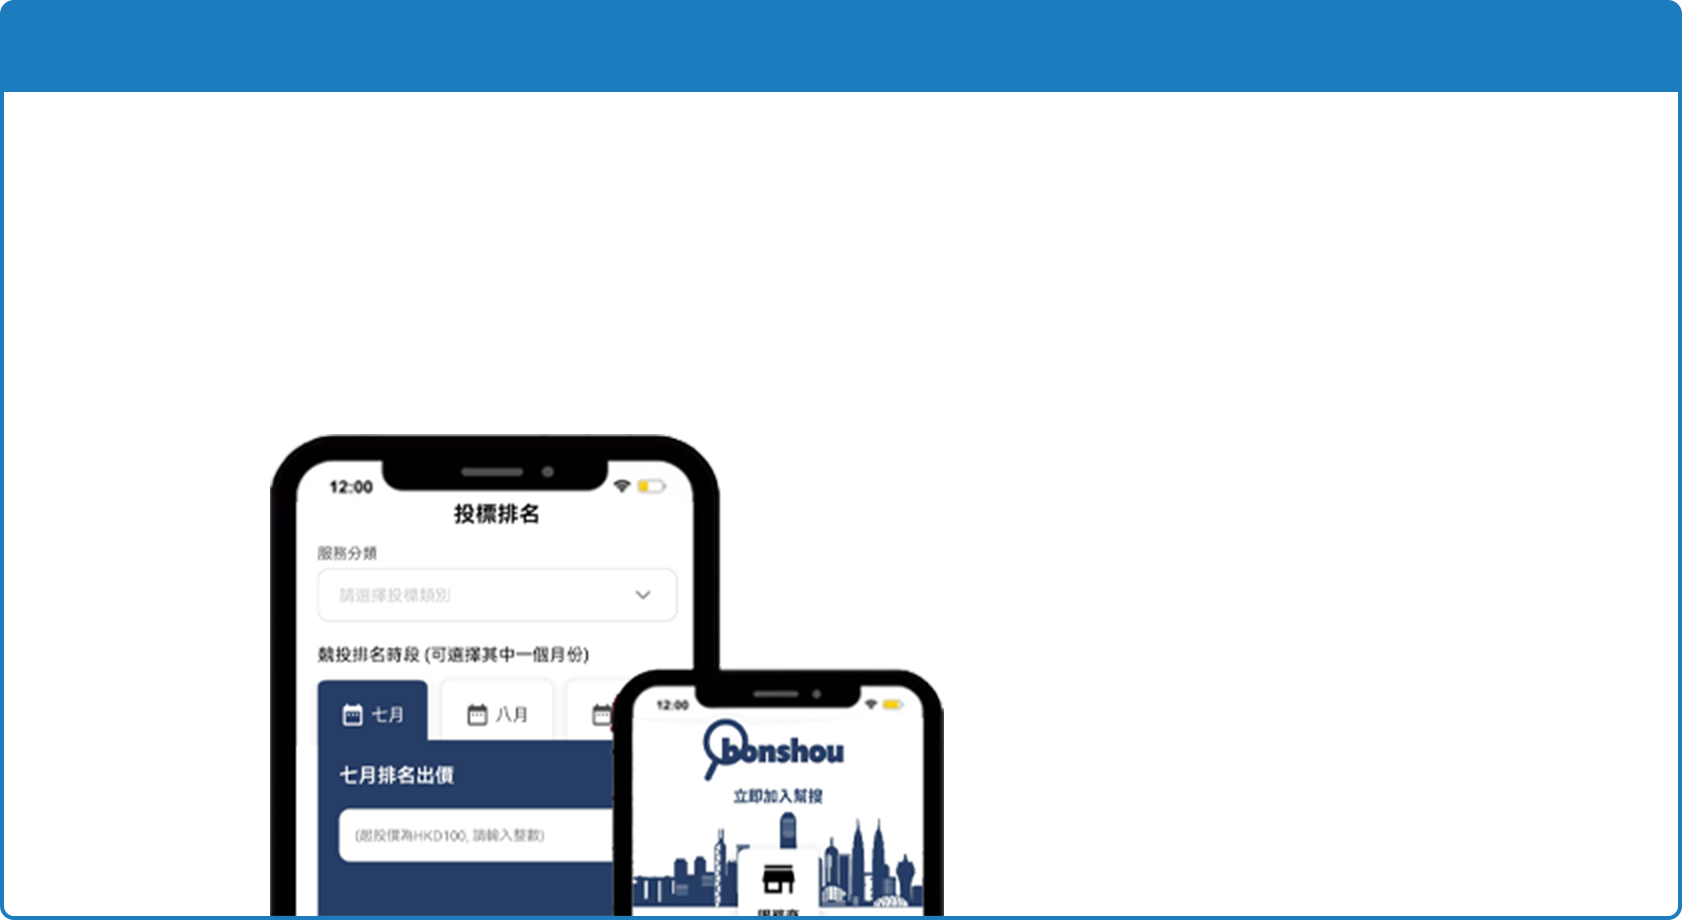 12:00
投標排名
服務分類
請選擇投標類別
競投排名時段 (可選擇其中一個月份)
七月
八月
七月排名出價
(起投價為HKD100, 請輸入整數)
12:00
bonshou
立即加入幫搜
服務商